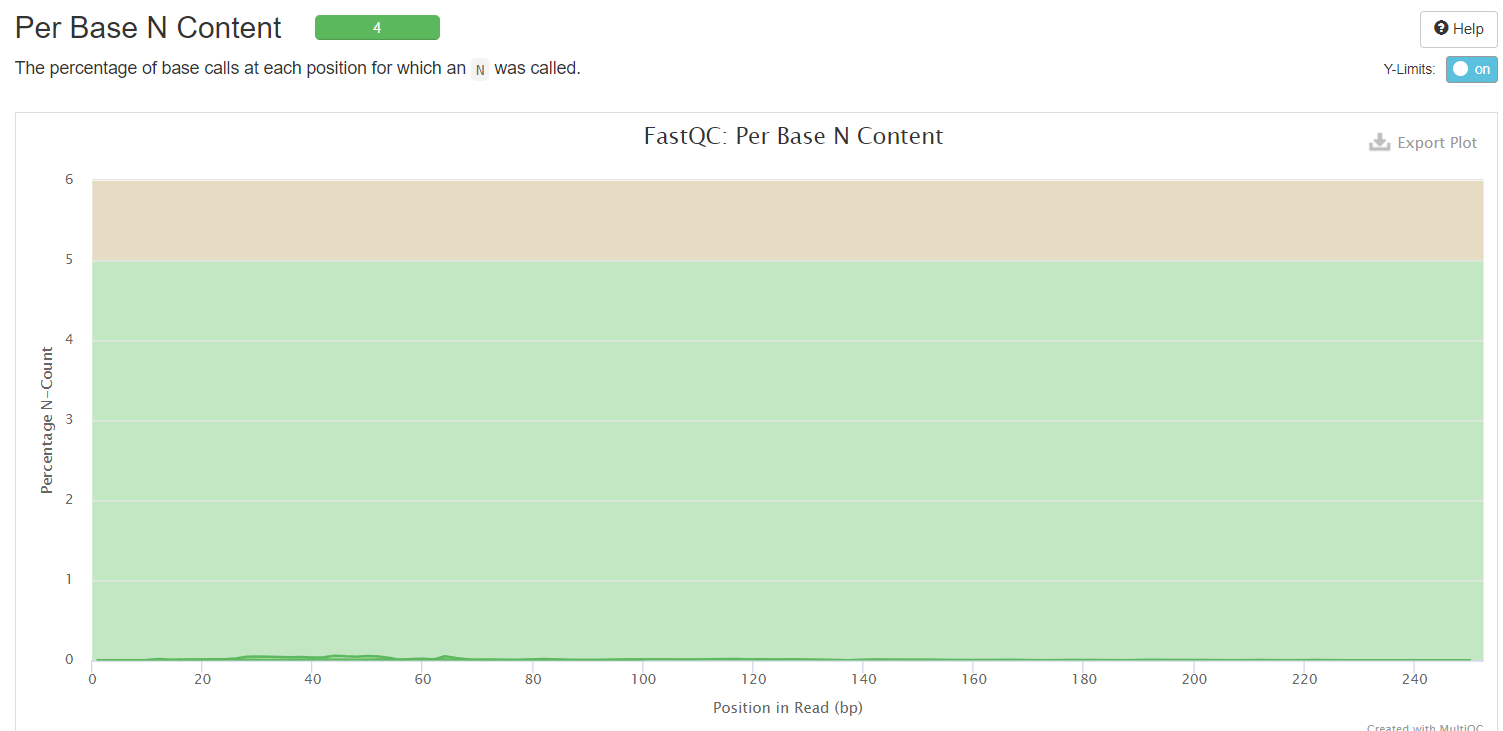 Per Base N Content
4
Help
The percentage of base calls at each position for which an N was called.
Y-Limits: on
FastQC: Per Base N Content
Export Plot
6
5
4
3
2
1
0
Percentage N-Count
0 20 40 60 80 100 120 140 160 180 200 220 240
Position in Read (bp)
Created with MultiQC